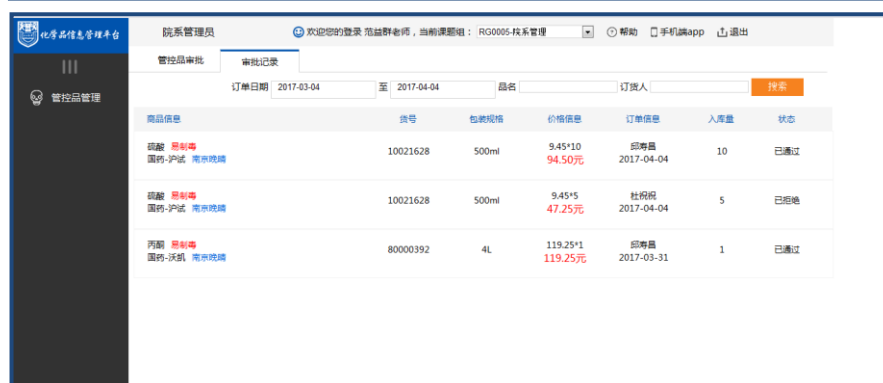 化学品信息管理平台
院系管理员
欢迎您的登录 范益群老师，当前课题组： RG0005-院系管理 帮助 手机端app 退出
管控品管理
管控品审批 审批记录
订单日期 2017-03-04 至 2017-04-04 品名 订货人 搜索
商品信息 货号 包装规格 价格信息 订单信息 入库量 状态
硫酸 易制毒
国药-沪试 南京晚晴
10021628 500ml
9.45*10
94.50元
邱寿昌
2017-04-04
10 已通过
硫酸 易制毒
国药-沪试 南京晚晴
10021628 500ml
9.45*5
47.25元
杜祝祝
2017-04-04
5 已拒绝
丙酮 易制毒
国药-沃凯 南京晚晴
80000392 4L
119.25*1
119.25元
邱寿昌
2017-03-31
1 已通过